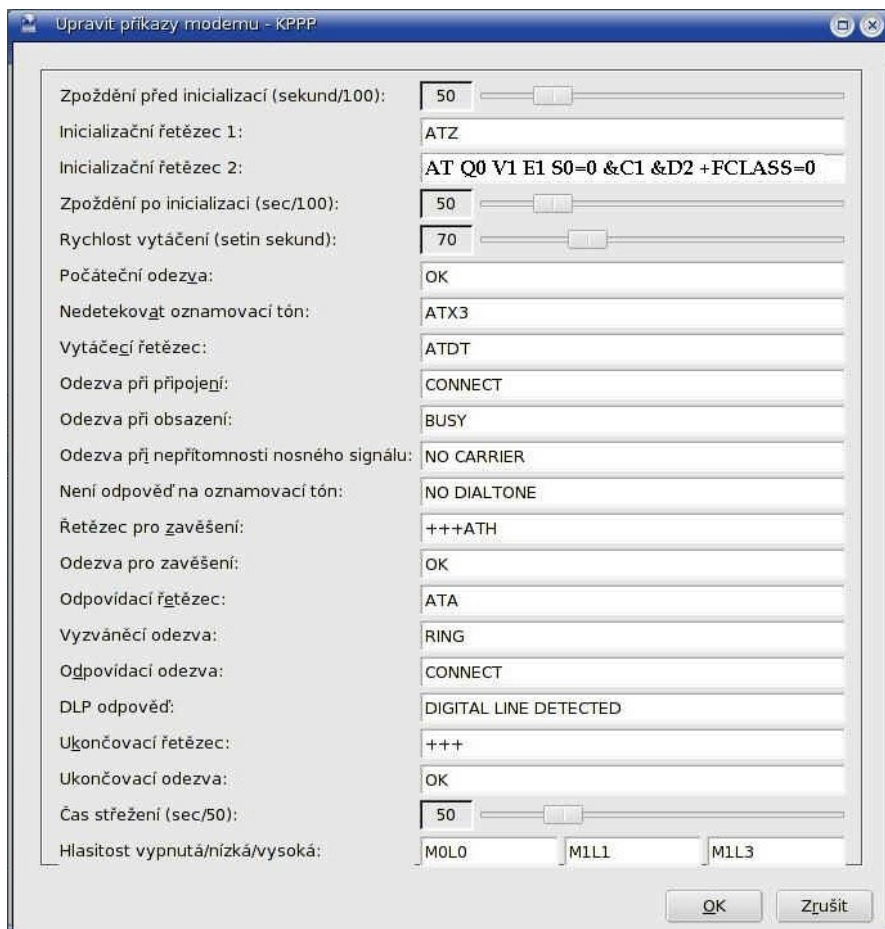 Upravit příkazy modemu - KPPP
Zpoždění před inicializací (sekund/100): 50
Inicializační řetězec 1: ATZ
Inicializační řetězec 2: AT Q0 V1 E1 S0=0 &C1 &D2 +FCLASS=0
Zpoždění po inicializaci (sec/100): 50
Rychlost vytáčení (setin sekund): 70
Počáteční odezva: OK
Nedetekovat oznamovací tón: ATX3
Vytáčecí řetězec: ATDT
Odezva při připojení: CONNECT
Odezva při obsazení: BUSY
Odezva při nepřítomnosti nosného signálu: NO CARRIER
Není odpověď na oznamovací tón: NO DIALTONE
Řetězec pro zavěšení: +++ATH
Odezva pro zavěšení: OK
Odpovídací řetězec: ATA
Vyzváněcí odezva: RING
Odpovídací odezva: CONNECT
DLP odpověď: DIGITAL LINE DETECTED
Ukončovací řetězec: +++
Ukončovací odezva: OK
Čas střežení (sec/50): 50
Hlasitost vypnutá/nízká/vysoká: M0L0 M1L1 M1L3
OK Zrušit